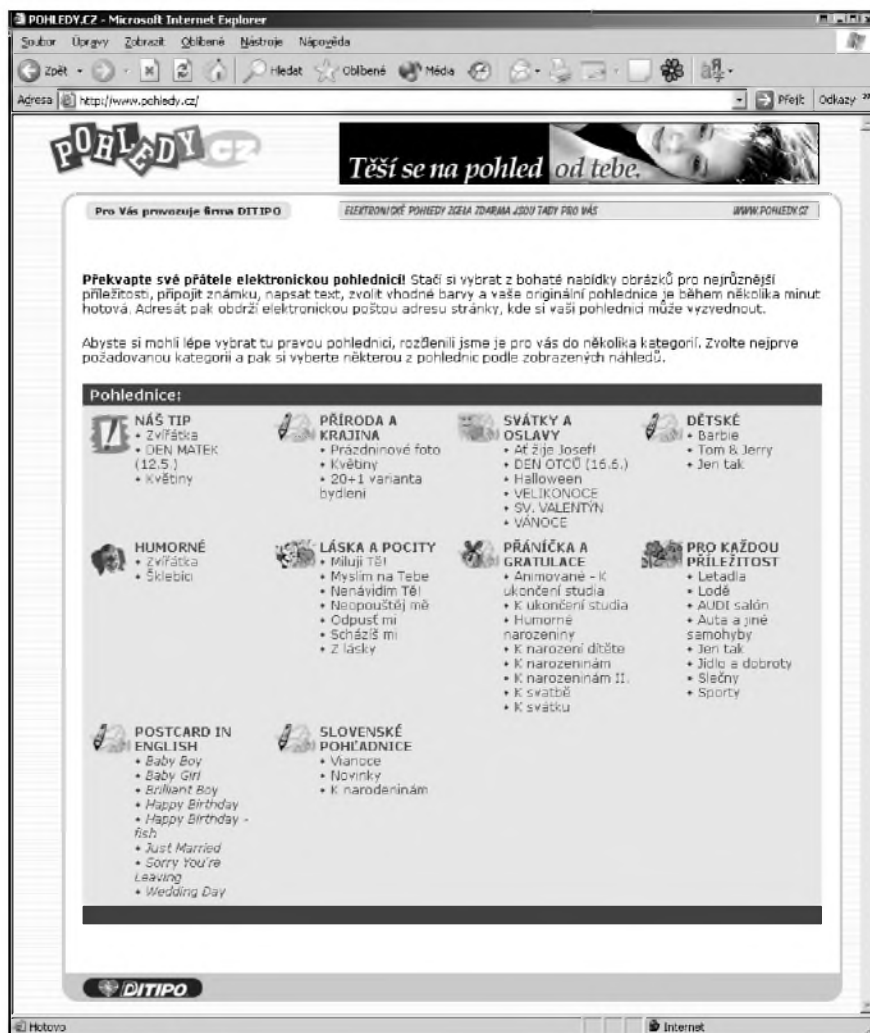 POHLEDY.CZ - Microsoft Internet Explorer
Soubor Úpravy Zobrazit Oblíbené Nástroje Nápověda
Zpět Hledat Oblíbené Média
Adresa http://www.pohledy.cz/ Přejít Odkazy »
POHLEDY CZ
Těší se na pohled od tebe.
Pro Vás provozuje firma DITIPO
ELEKTRONICKÉ POHLEDY ZCELA ZDARMA JSOU TADY PRO VÁS
WWW.POHLEDY.CZ
Překvapte své přátele elektronickou pohlednicí! Stačí si vybrat z bohaté nabídky obrázků pro nejrůznější
příležitosti, připojit známku, napsat text, zvolit vhodné barvy a vaše originální pohlednice je během několika minut
hotová. Adresát pak obdrží elektronickou poštou adresu stránky, kde si vaši pohlednici může vyzvednout.
Abyste si mohli lépe vybrat tu pravou pohlednici, rozčlenili jsme je pro vás do několika kategorií. Zvolte nejprve
požadovanou kategorii a pak si vyberte některou z pohlednic podle zobrazených náhledů.
Pohlednice:
NÁŠ TIP
• Zvířátka
• DEN MATEK
(12.5.)
• Květiny
PŘÍRODA A
KRAJINA
• Prázdninové foto
• Květiny
• 20+1 varianta
bydlení
SVÁTKY A
OSLAVY
• Ať žije Josef!
• DEN OTCŮ (16.6.)
• Halloween
• VELIKONOCE
• SV. VALENTÝN
• VÁNOCE
DĚTSKÉ
• Barbie
• Tom & Jerry
• Jen tak
HUMORNÉ
• Zvířátka
• Šklebíci
LÁSKA A POCITY
• Miluji Tě!
• Myslím na Tebe
• Nenávidím Tě!
• Neopouštěj mě
• Odpusť mi
• Scházíš mi
• Z lásky
PŘÁNÍČKA A
GRATULACE
• Animované - K
ukončení studia
• K ukončení studia
• Humorné
narozeniny
• K narození dítěte
• K narozeninám
• K narozeninám II.
• K svatbě
• K svátku
PRO KAŽDOU
PŘÍLEŽITOST
• Letadla
• Lodě
• AUDI salón
• Auta a jiné
samohyby
• Jen tak
• Jídlo a dobroty
• Slečny
• Sporty
POSTCARD IN
ENGLISH
• Baby Boy
• Baby Girl
• Brilliant Boy
• Happy Birthday
• Happy Birthday -
fish
• Just Married
• Sorry You're
Leaving
• Wedding Day
SLOVENSKÉ
POHĽADNICE
• Vianoce
• Novinky
• K narodeninám
DITIPO
Hotovo Internet